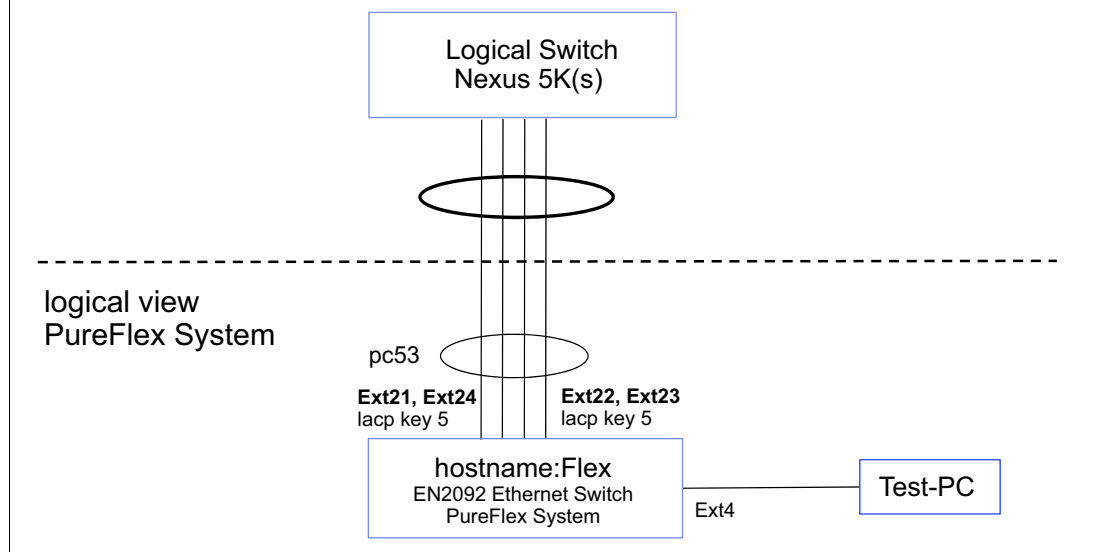 Logical Switch
Nexus 5K(s)
logical view
PureFlex System
pc53
Ext21, Ext24
lacp key 5
Ext22, Ext23
lacp key 5
hostname:Flex
EN2092 Ethernet Switch
PureFlex System
Ext4
Test-PC